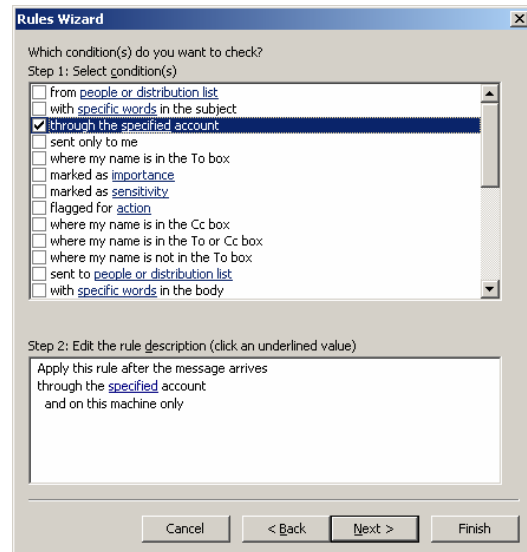 Rules Wizard
Which condition(s) do you want to check?
Step 1: Select condition(s)
from people or distribution list
with specific words in the subject
through the specified account
sent only to me
where my name is in the To box
marked as importance
marked as sensitivity
flagged for action
where my name is in the Cc box
where my name is in the To or Cc box
where my name is not in the To box
sent to people or distribution list
with specific words in the body
Step 2: Edit the rule description (click an underlined value)
Apply this rule after the message arrives
through the specified account
and on this machine only
Cancel < Back Next > Finish